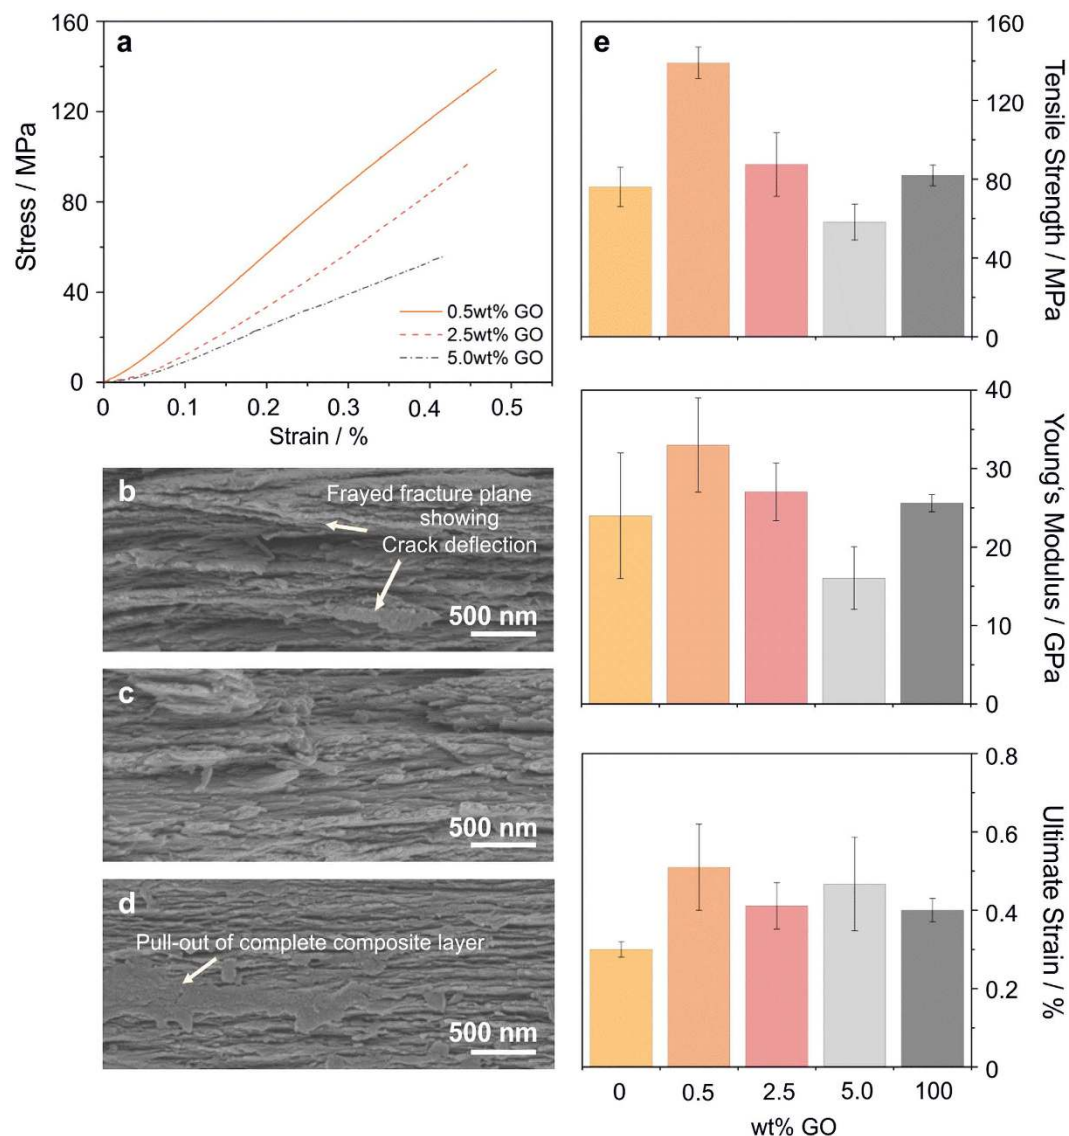 a
160
120
80
40
0
Stress / MPa
0.5wt% GO
2.5wt% GO
5.0wt% GO
0 0.1 0.2 0.3 0.4 0.5
Strain / %
b
Frayed fracture plane
showing
Crack deflection
500 nm
c
500 nm
d
Pull-out of complete composite layer
500 nm
e
160
120
80
40
0
Tensile Strength / MPa
40
30
20
10
0
Young‘s Modulus / GPa
0.8
0.6
0.4
0.2
0
Ultimate Strain / %
0 0.5 2.5 5.0 100
wt% GO